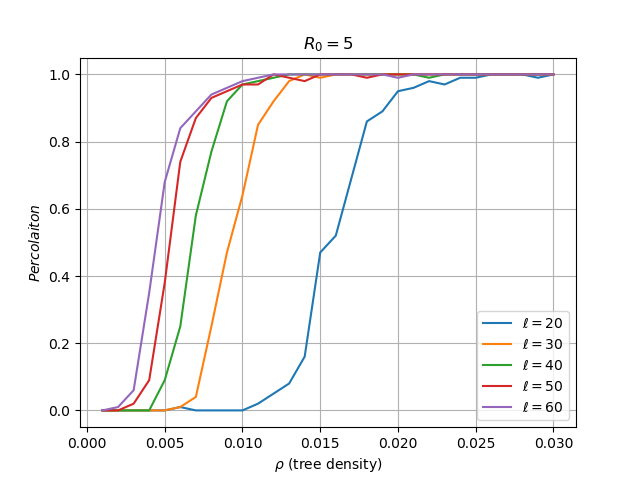 R₀ = 5
Percolaiton
1.0
0.8
0.6
0.4
0.2
0.0
ℓ = 20
ℓ = 30
ℓ = 40
ℓ = 50
ℓ = 60
0.000 0.005 0.010 0.015 0.020 0.025 0.030
ρ (tree density)